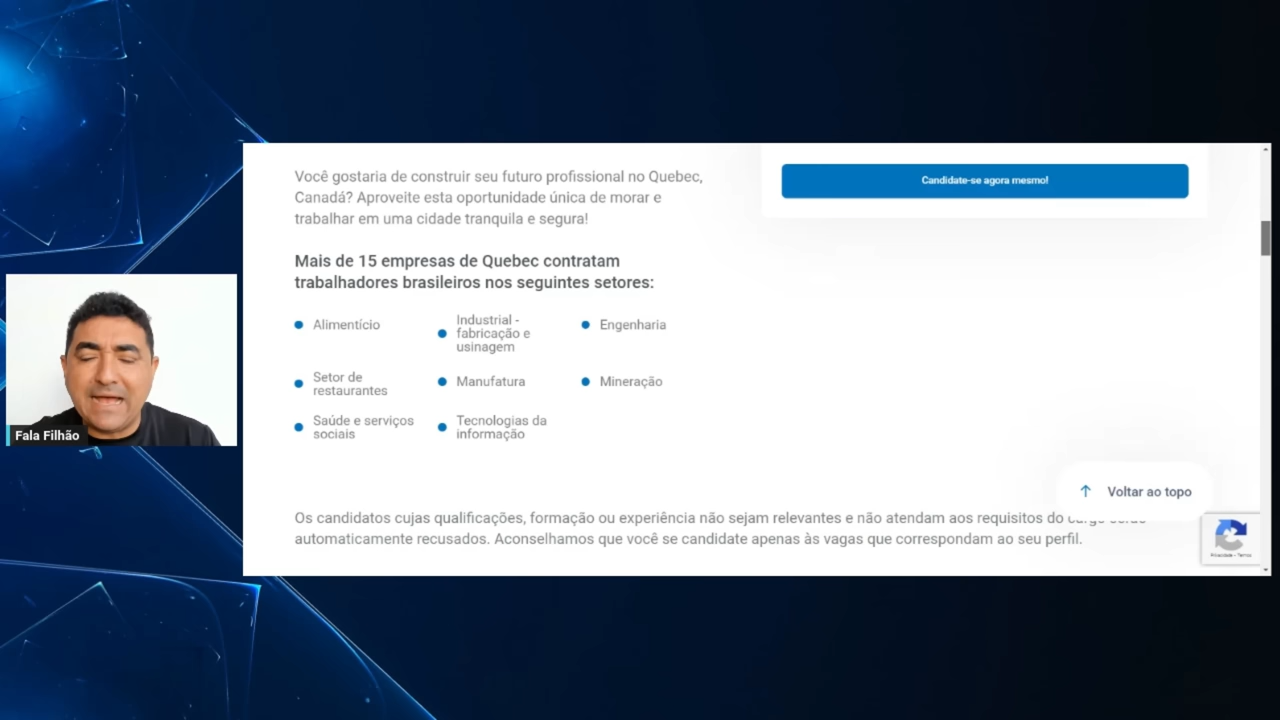 Você gostaria de construir seu futuro profissional no Quebec,
Canadá? Aproveite esta oportunidade única de morar e
trabalhar em uma cidade tranquila e segura!
Candidate-se agora mesmo!
Mais de 15 empresas de Quebec contratam
trabalhadores brasileiros nos seguintes setores:
Alimentício
Industrial -
fabricação e
usinagem
Engenharia
Setor de
restaurantes
Manufatura
Mineração
Saúde e serviços
sociais
Tecnologias da
informação
Fala Filhão
Voltar ao topo
Os candidatos cujas qualificações, formação ou experiência não sejam relevantes e não atendam aos requisitos do
automaticamente recusados. Aconselhamos que você se candidate apenas às vagas que correspondam ao seu perfil.
Privacidade - Termos